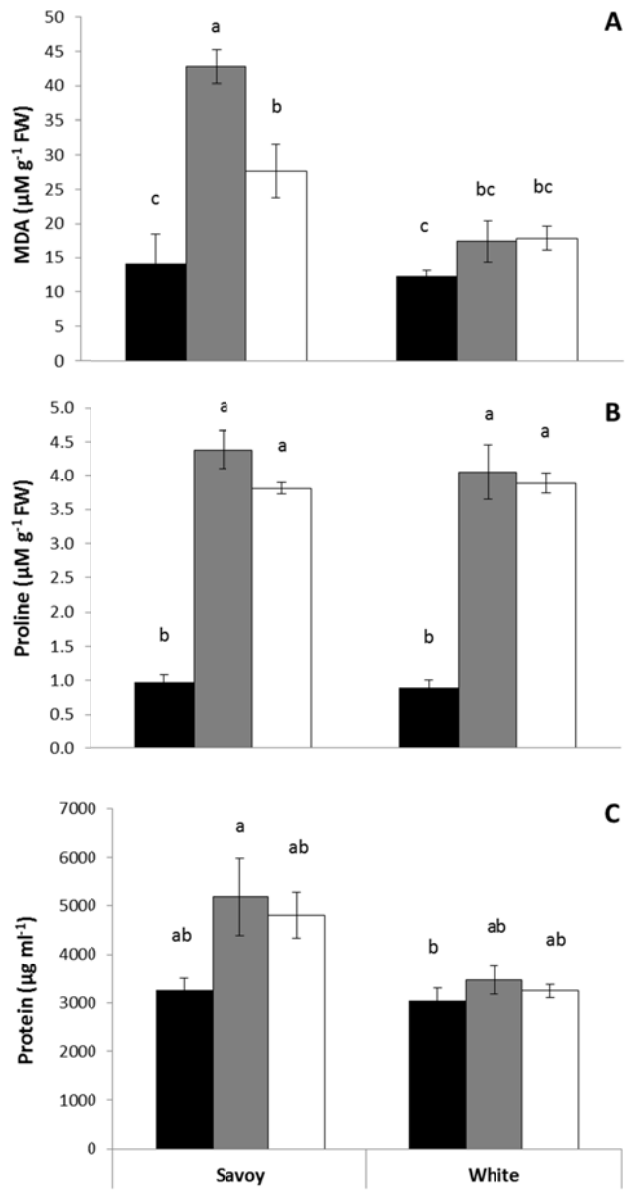 A
MDA (µM g-1 FW)
50
45
40
35
30
25
20
15
10
5
0
c
a
b
c
bc
bc
B
Proline (µM g-1 FW)
5.0
4.5
4.0
3.5
3.0
2.5
2.0
1.5
1.0
0.5
0.0
b
a
a
b
a
a
C
Protein (µg ml-1)
7000
6000
5000
4000
3000
2000
1000
0
ab
a
ab
b
ab
ab
Savoy White